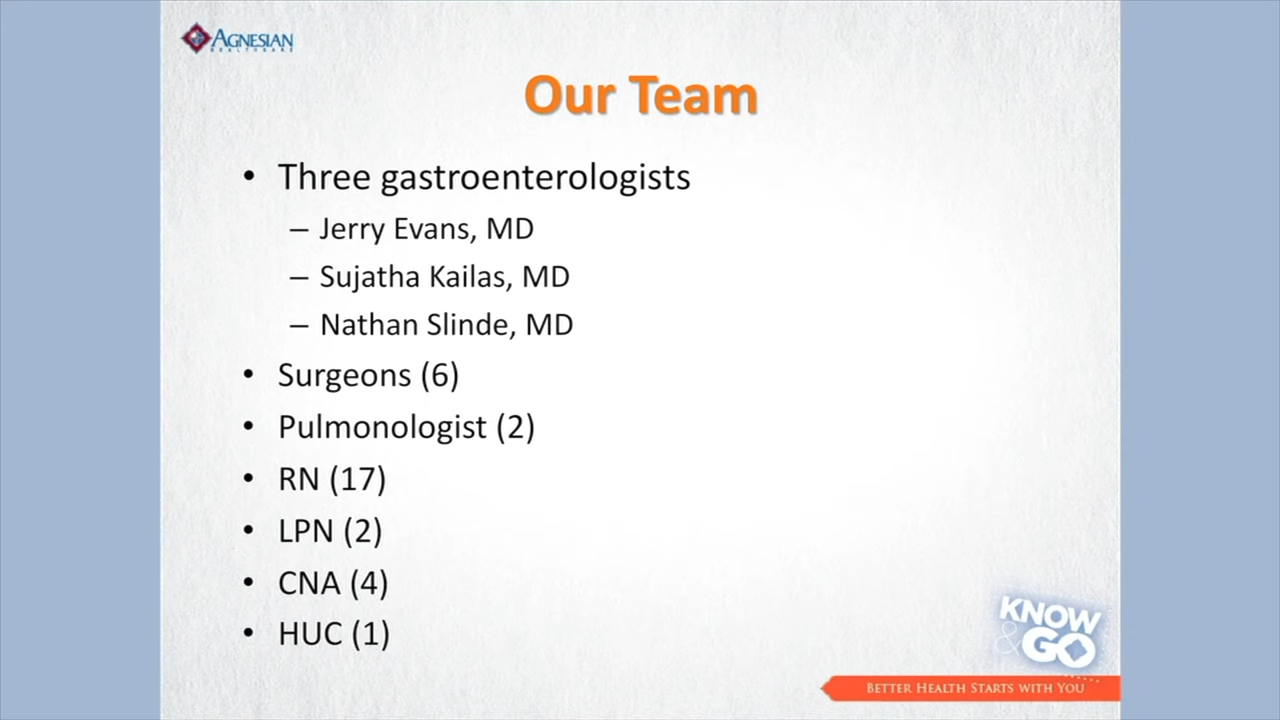 AGNESIAN
HEALTHCARE
Our Team
• Three gastroenterologists
– Jerry Evans, MD
– Sujatha Kailas, MD
– Nathan Slinde, MD
• Surgeons (6)
• Pulmonologist (2)
• RN (17)
• LPN (2)
• CNA (4)
• HUC (1)
KNOW
& GO
BETTER HEALTH STARTS WITH YOU